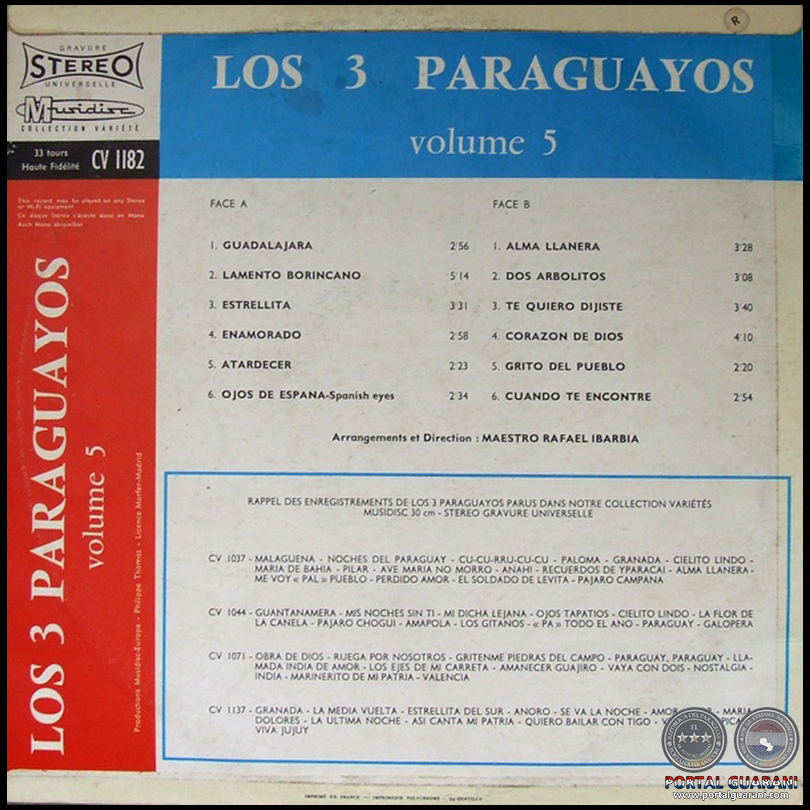 R
GRAVURE
STEREO
UNIVERSELLE
Musidisc
COLLECTION VARIÉTÉ
33 tours
Haute Fidélité
CV 1182
LOS 3 PARAGUAYOS
volume 5
This record may be played on any Stereo
or Hi-Fi equipment
Ce disque Stéréo s'écoute aussi en Mono
Auch Mono abspielbar
LOS 3 PARAGUAYOS
volume 5
Productions Musidisc-Europe - Philippe Thomas - Licence Marfer-Madrid
FACE A
1. GUADALAJARA 2'56
2. LAMENTO BORINCANO 5'14
3. ESTRELLITA 3'31
4. ENAMORADO 2'58
5. ATARDECER 2'23
6. OJOS DE ESPANA-Spanish eyes 2'34
FACE B
1. ALMA LLANERA 3'28
2. DOS ARBOLITOS 3'08
3. TE QUIERO DIJISTE 3'40
4. CORAZON DE DIOS 4'10
5. GRITO DEL PUEBLO 2'20
6. CUANDO TE ENCONTRE 2'54
Arrangements et Direction : MAESTRO RAFAEL IBARBIA
RAPPEL DES ENREGISTREMENTS DE LOS 3 PARAGUAYOS PARUS DANS NOTRE COLLECTION VARIÉTÉS
MUSIDISC 30 cm - STEREO GRAVURE UNIVERSELLE
CV 1037 - MALAGUENA - NOCHES DEL PARAGUAY - CU-CU-RRU-CU-CU - PALOMA - GRANADA - CIELITO LINDO -
MARIA DE BAHIA - PILAR - AVE MARIA NO MORRO - ANAHI - RECUERDOS DE YPARACAI - ALMA LLANERA -
ME VOY « PAL » PUEBLO - PERDIDO AMOR - EL SOLDADO DE LEVITA - PAJARO CAMPANA
CV 1044 - GUANTANAMERA - MIS NOCHES SIN TI - MI DICHA LEJANA - OJOS TAPATIOS - CIELITO LINDO - LA FLOR DE
LA CANELA - PAJARO CHOGUI - AMAPOLA - LOS GITANOS - « PA » TODO EL ANO - PARAGUAY - GALOPERA
CV 1071 - OBRA DE DIOS - RUEGA POR NOSOTROS - GRITENME PIEDRAS DEL CAMPO - PARAGUAY, PARAGUAY - LLA-
MADA INDIA DE AMOR - LOS EJES DE MI CARRETA - AMANECER GUAJIRO - VAYA CON DOIS - NOSTALGIA -
INDIA - MARINERITO DE MI PATRIA - VALENCIA
CV 1137 - GRANADA - LA MEDIA VUELTA - ESTRELLITA DEL SUR - ANORO - SE VA LA NOCHE - AMOR MARIA
DOLORES - LA ULTIMA NOCHE - ASI CANTA MI PATRIA - QUIERO BAILAR CON TIGO -
VIVA JUJUY
PORTAL GUARANI
www.portalguarani.com
IMPRIMÉ EN FRANCE